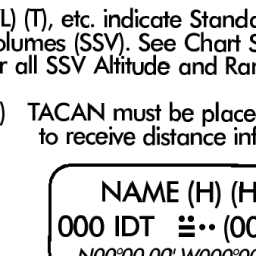 L) (T), etc. indicate Standa
olumes (SSV). See Chart S
r all SSV Altitude and Ran
) TACAN must be place
to receive distance inf
NAME (H) (H
000 IDT (00
N00°00.00' W000°00